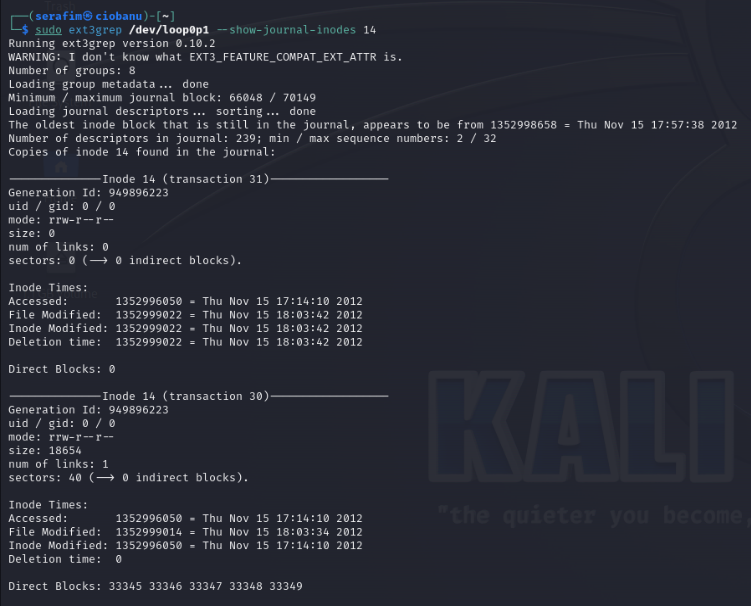 ┌──(serafim㉿ciobanu)-[~]
└─$ sudo ext3grep /dev/loop0p1 --show-journal-inodes 14
Running ext3grep version 0.10.2
WARNING: I don't know what EXT3_FEATURE_COMPAT_EXT_ATTR is.
Number of groups: 8
Loading group metadata... done
Minimum / maximum journal block: 66048 / 70149
Loading journal descriptors... sorting... done
The oldest inode block that is still in the journal, appears to be from 1352998658 = Thu Nov 15 17:57:38 2012
Number of descriptors in journal: 239; min / max sequence numbers: 2 / 32
Copies of inode 14 found in the journal:

--------------Inode 14 (transaction 31)------------------
Generation Id: 949896223
uid / gid: 0 / 0
mode: rrw-r--r--
size: 0
num of links: 0
sectors: 0 (--> 0 indirect blocks).

Inode Times:
Accessed:       1352996050 = Thu Nov 15 17:14:10 2012
File Modified:  1352999022 = Thu Nov 15 18:03:42 2012
Inode Modified: 1352999022 = Thu Nov 15 18:03:42 2012
Deletion time:  1352999022 = Thu Nov 15 18:03:42 2012

Direct Blocks: 0

--------------Inode 14 (transaction 30)------------------
Generation Id: 949896223
uid / gid: 0 / 0
mode: rrw-r--r--
size: 18654
num of links: 1
sectors: 40 (--> 0 indirect blocks).

Inode Times:
Accessed:       1352996050 = Thu Nov 15 17:14:10 2012
File Modified:  1352999014 = Thu Nov 15 18:03:34 2012
Inode Modified: 1352996050 = Thu Nov 15 17:14:10 2012
Deletion time:  0

Direct Blocks: 33345 33346 33347 33348 33349
KALI
"the quieter you become,